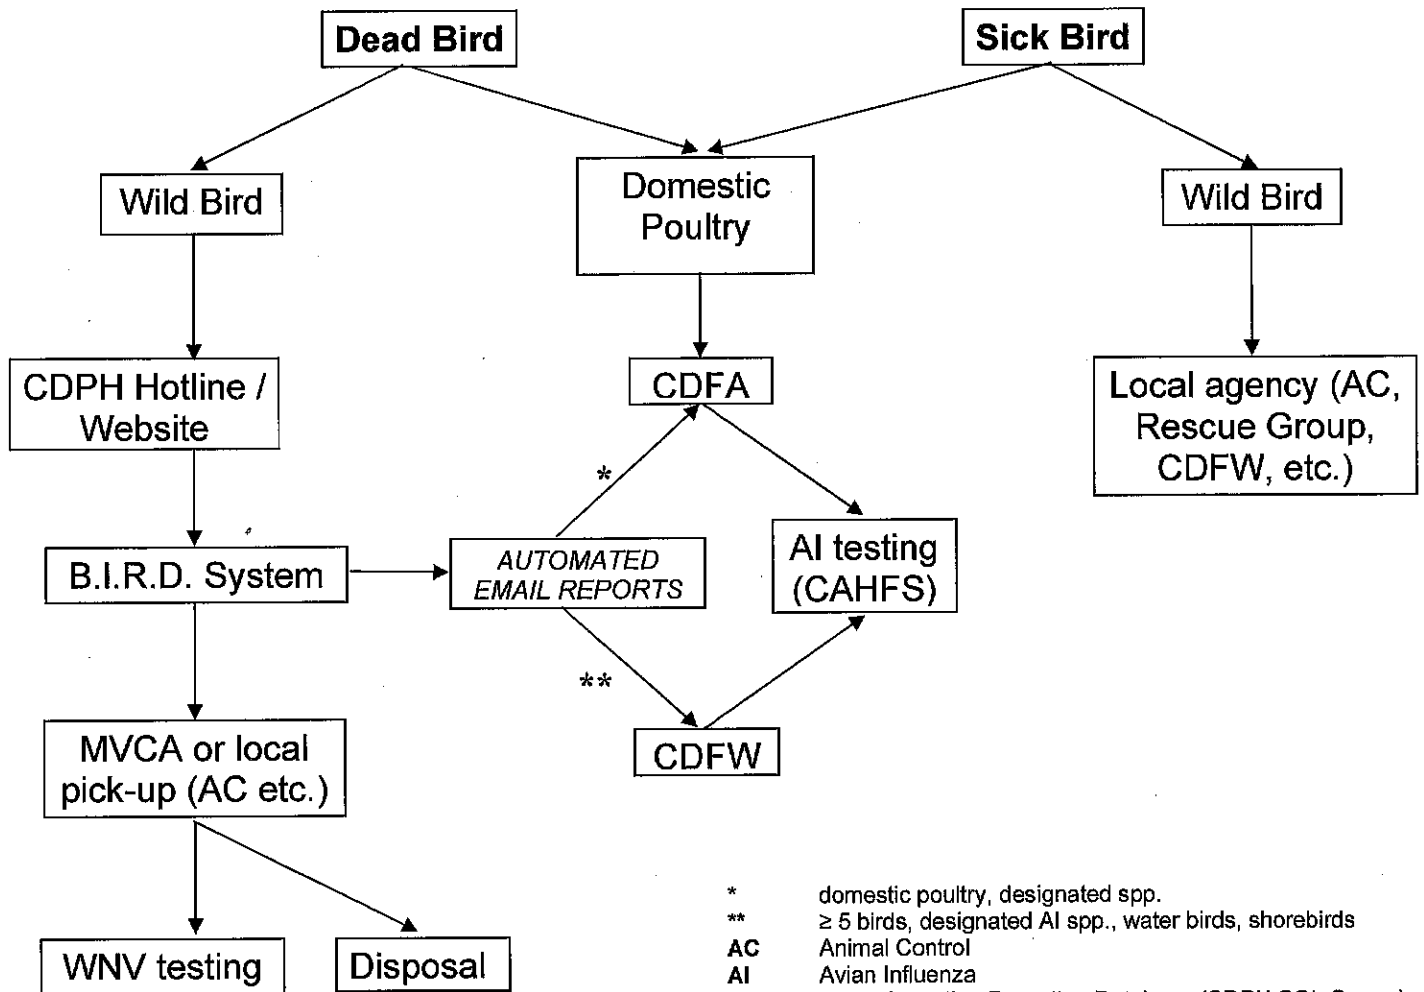 Dead Bird
Sick Bird
Wild Bird
Domestic
Poultry
Wild Bird
CDPH Hotline /
Website
CDFA
Local agency (AC,
Rescue Group,
CDFW, etc.)
*
B.I.R.D. System
AUTOMATED
EMAIL REPORTS
AI testing
(CAHFS)
**
MVCA or local
pick-up (AC etc.)
CDFW
WNV testing
Disposal
* domestic poultry, designated spp.
** ≥ 5 birds, designated AI spp., water birds, shorebirds
AC Animal Control
AI Avian Influenza